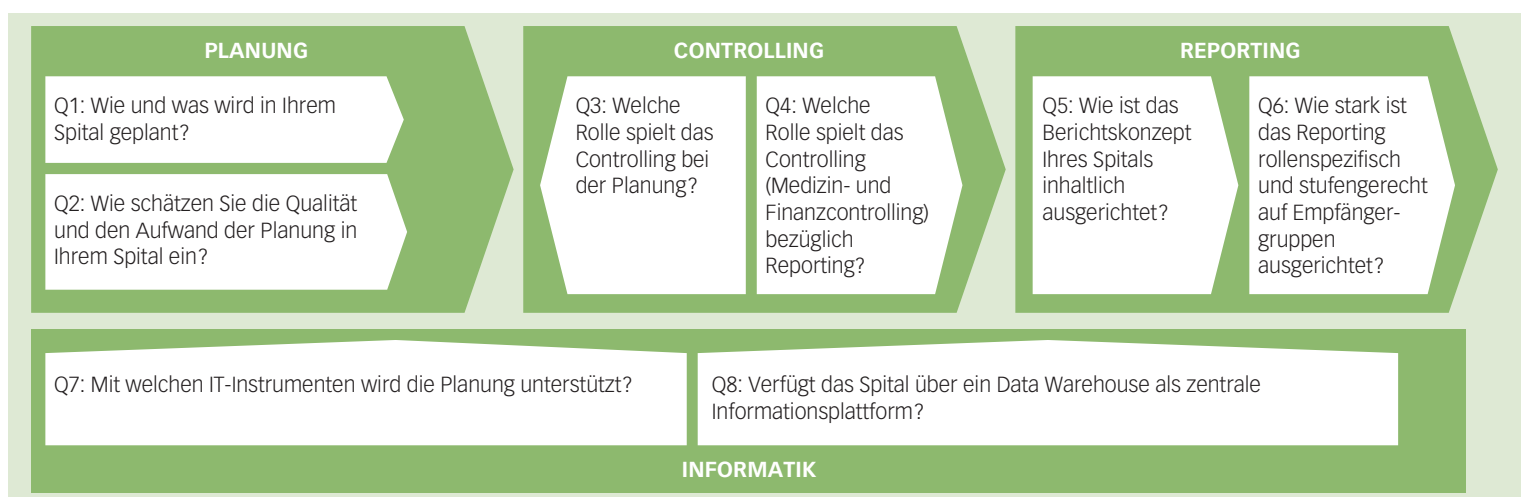 PLANUNG
Q1: Wie und was wird in Ihrem
Spital geplant?
Q2: Wie schätzen Sie die Qualität
und den Aufwand der Planung in
Ihrem Spital ein?
CONTROLLING
Q3: Welche
Rolle spielt das
Controlling bei
der Planung?
Q4: Welche
Rolle spielt das
Controlling
(Medizin- und
Finanzcontrolling)
bezüglich
Reporting?
REPORTING
Q5: Wie ist das
Berichtskonzept
Ihres Spitals
inhaltlich
ausgerichtet?
Q6: Wie stark ist
das Reporting
rollenspezifisch
und stufengerecht
auf Empfänger-
gruppen
ausgerichtet?
Q7: Mit welchen IT-Instrumenten wird die Planung unterstützt?
Q8: Verfügt das Spital über ein Data Warehouse als zentrale
Informationsplattform?
INFORMATIK